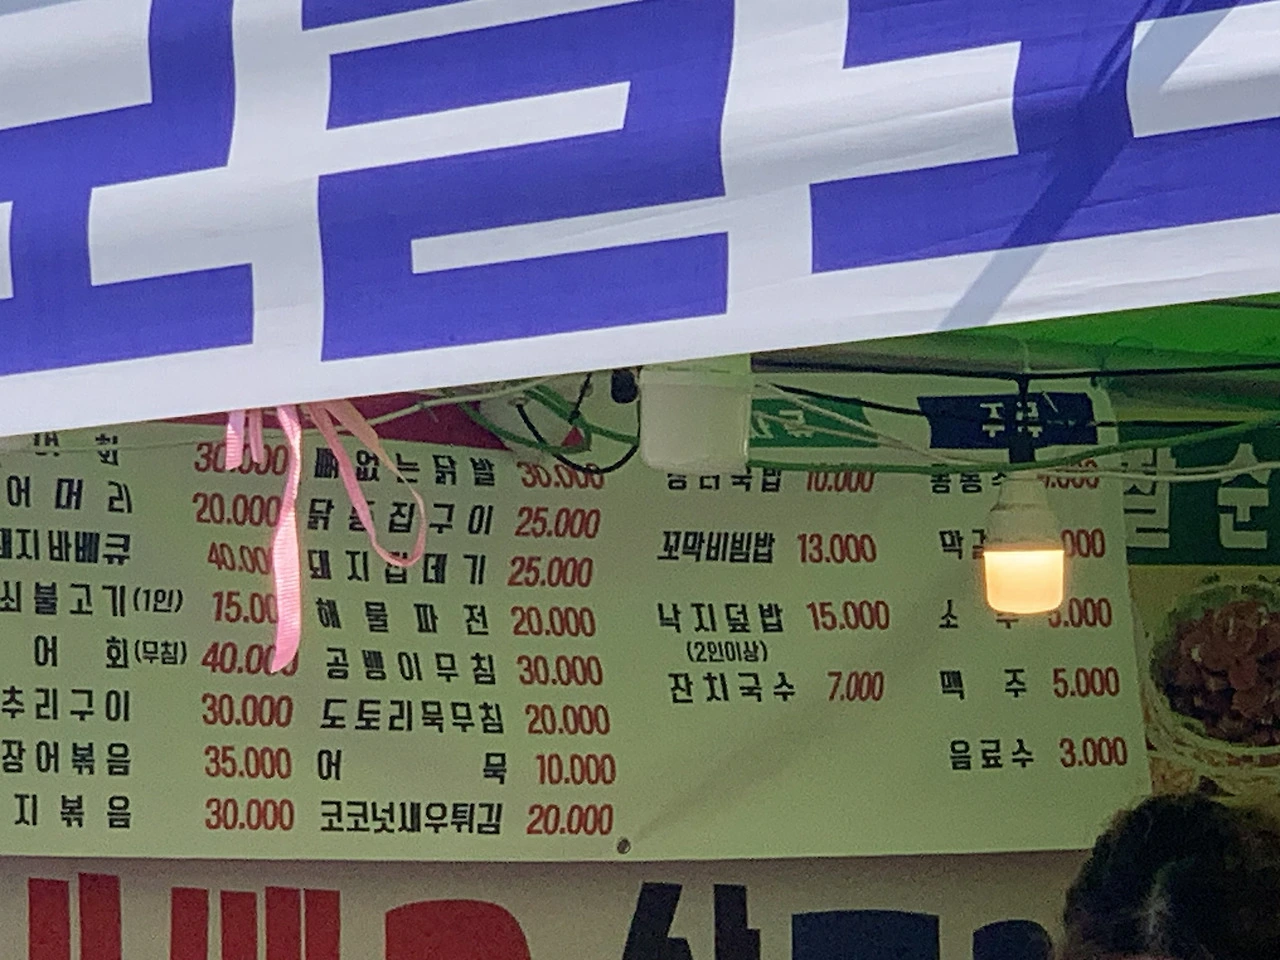 회 30.000
어머리 20.000
돼지바베큐 40.000
쇠불고기(1인) 15.000
어 회(무침) 40.000
추리구이 30.000
장어볶음 35.000
지볶음 30.000
뼈없는닭발 30.000
닭똥집구이 25.000
돼지껍데기 25.000
해물파전 20.000
골뱅이무침 30.000
도토리묵무침 20.000
어 묵 10.000
코코넛새우튀김 20.000
국밥 10.000
꼬막비빔밥 13.000
낙지덮밥 15.000
(2인이상)
잔치국수 7.000
주류
막
소 주 5.000
맥 주 5.000
음료수 3.000